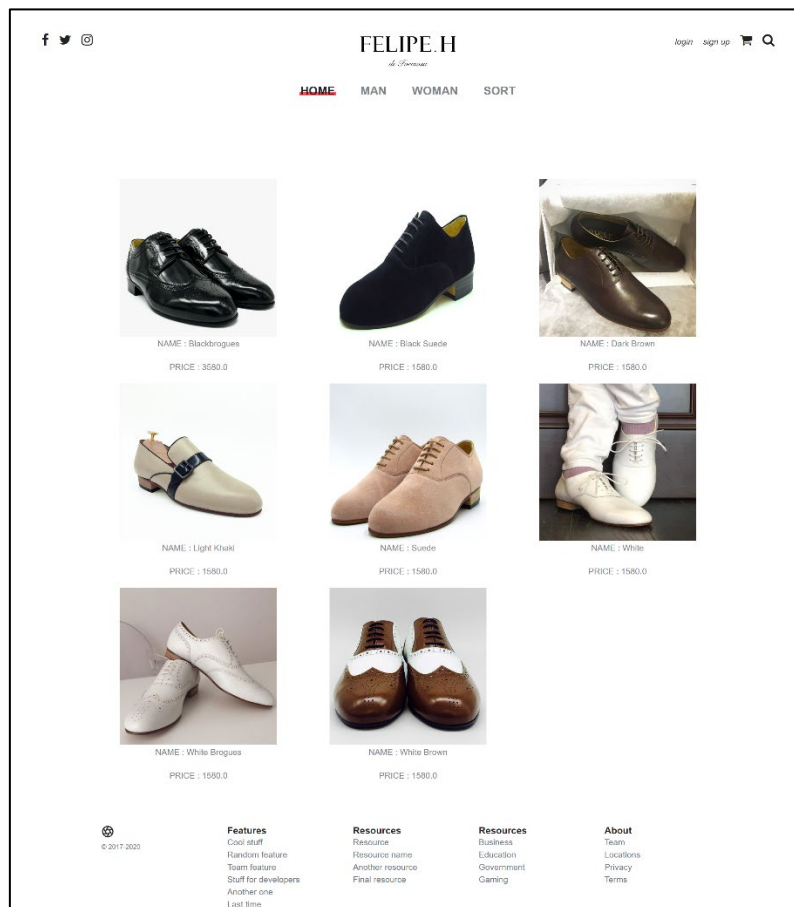 FELIPE.H
login sign up
HOME MAN WOMAN SORT
NAME : Blackbrogues
PRICE : 3580.0
NAME : Black Suede
PRICE : 1580.0
NAME : Dark Brown
PRICE : 1580.0
NAME : Light Khaki
PRICE : 1580.0
NAME : Suede
PRICE : 1580.0
NAME : White
PRICE : 1580.0
NAME : White Brogues
PRICE : 1580.0
NAME : White Brown
PRICE : 1580.0
© 2017-2020
Features
Cool stuff
Random feature
Team feature
Stuff for developers
Another one
Last time
Resources
Resource
Resource name
Another resource
Final resource
Resources
Business
Education
Government
Gaming
About
Team
Locations
Privacy
Terms